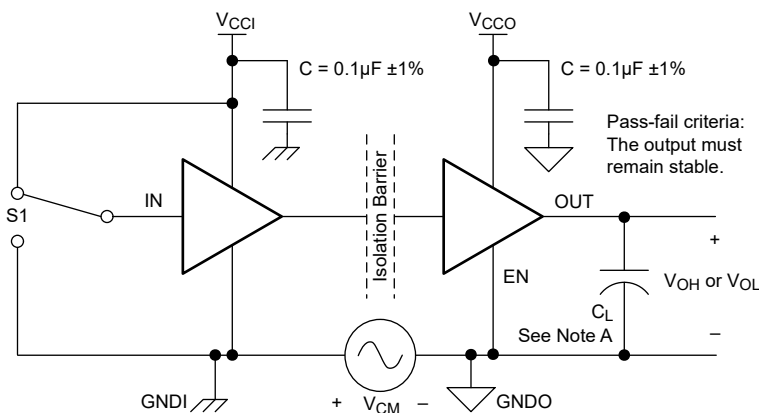 VCCI
VCCO
C = 0.1µF ±1%
C = 0.1µF ±1%
Pass-fail criteria:
The output must
remain stable.
S1
IN
Isolation Barrier
OUT
EN
+
VOH or VOL
CL
See Note A
–
GNDI
+ VCM –
GNDO